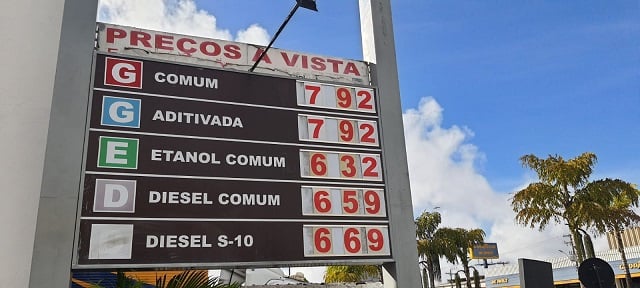 PREÇOS A VISTA
G COMUM 7 92
G ADITIVADA 7 92
E ETANOL COMUM 6 32
D DIESEL COMUM 6 59
DIESEL S-10 6 69